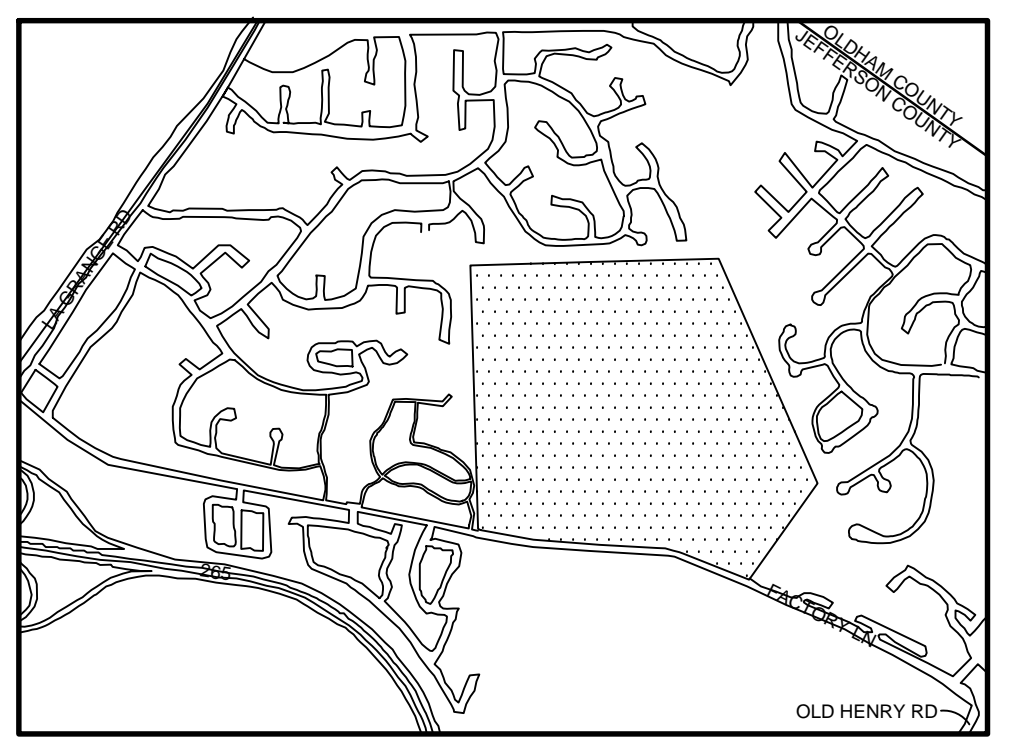 OLDHAM COUNTY
JEFFERSON COUNTY
LA GRANGE RD
265
FACTORY LN
OLD HENRY RD